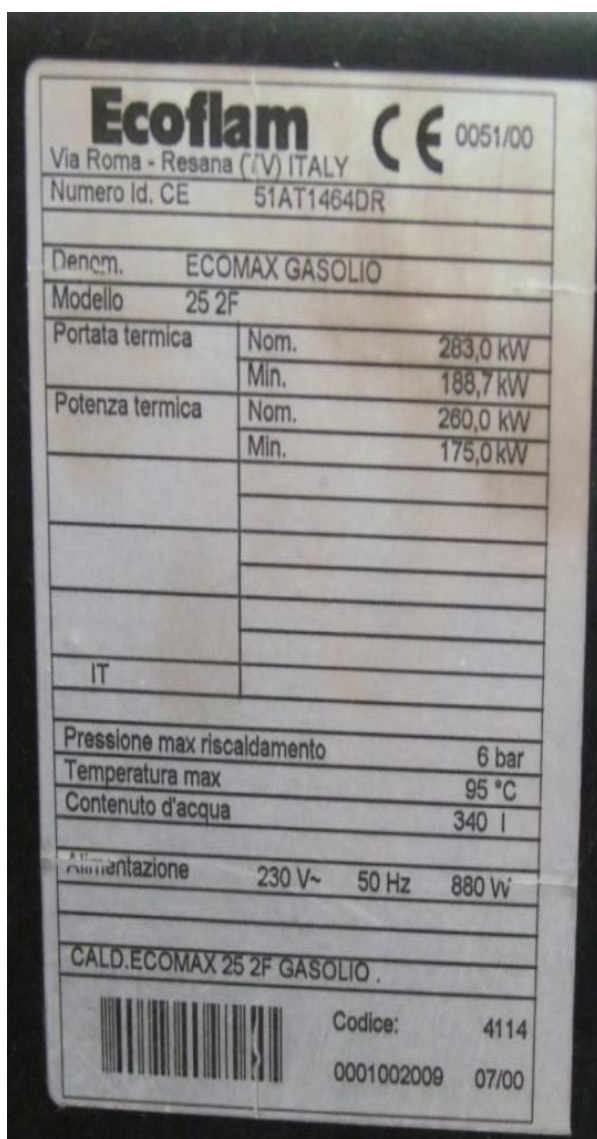 Ecoflam CE 0051/00
Via Roma - Resana (TV) ITALY
Numero Id. CE 51AT1464DR
Denom. ECOMAX GASOLIO
Modello 25 2F
Portata termica Nom. 283,0 kW
Min. 188,7 kW
Potenza termica Nom. 260,0 kW
Min. 175,0 kW
IT
Pressione max riscaldamento 6 bar
Temperatura max 95 °C
Contenuto d'acqua 340 l
Alimentazione 230 V~ 50 Hz 880 W
CALD.ECOMAX 25 2F GASOLIO .
Codice: 4114
0001002009 07/00